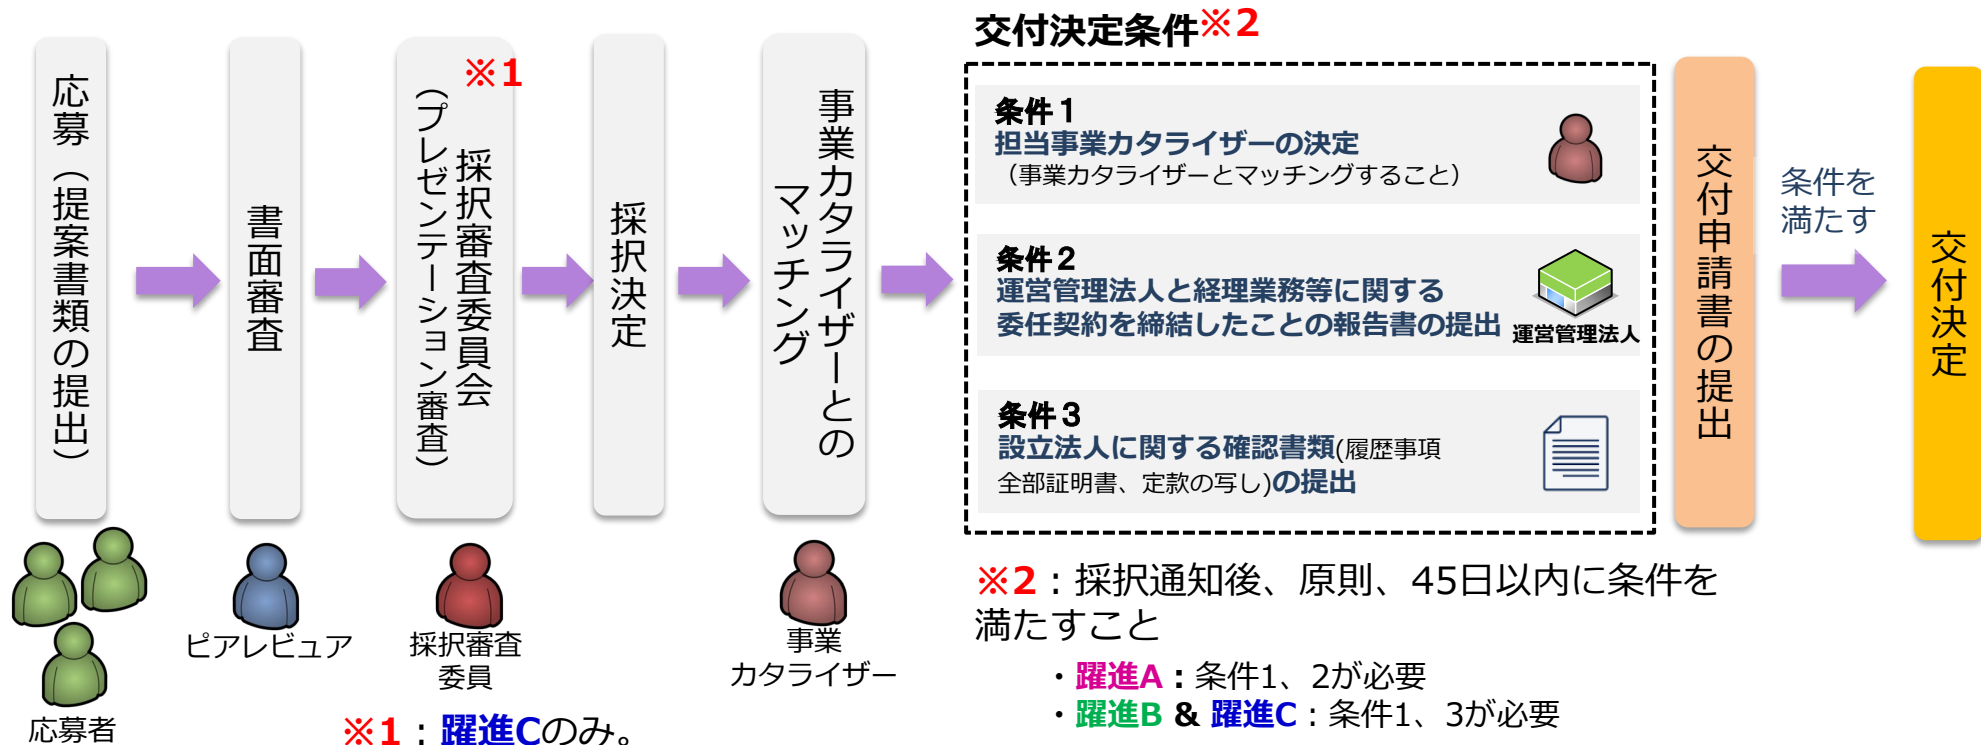 応募（提案書類の提出）
書面審査
※1
採択審査委員会
（プレゼンテーション審査）
採択決定
事業カタライザーとの
マッチング
交付決定条件※2
条件１
担当事業カタライザーの決定
（事業カタライザーとマッチングすること）
条件２
運営管理法人と経理業務等に関する
委任契約を締結したことの報告書の提出
運営管理法人
条件３
設立法人に関する確認書類(履歴事項
全部証明書、定款の写し)の提出
交付申請書の提出
条件を
満たす
交付決定
応募者
ピアレビュア
採択審査
委員
事業
カタライザー
※1：躍進Cのみ。
※2：採択通知後、原則、45日以内に条件を
満たすこと
・躍進A：条件1、2が必要
・躍進B & 躍進C：条件1、3が必要